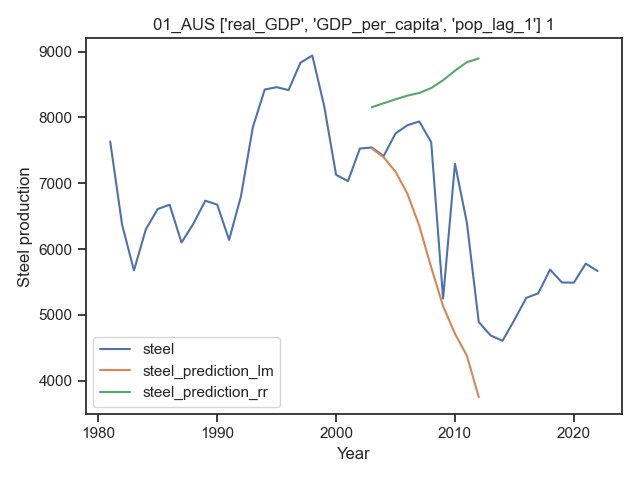 01_AUS ['real_GDP', 'GDP_per_capita', 'pop_lag_1'] 1
9000
8000
7000
6000
5000
4000
Steel production
steel
steel_prediction_lm
steel_prediction_rr
1980 1990 2000 2010 2020
Year